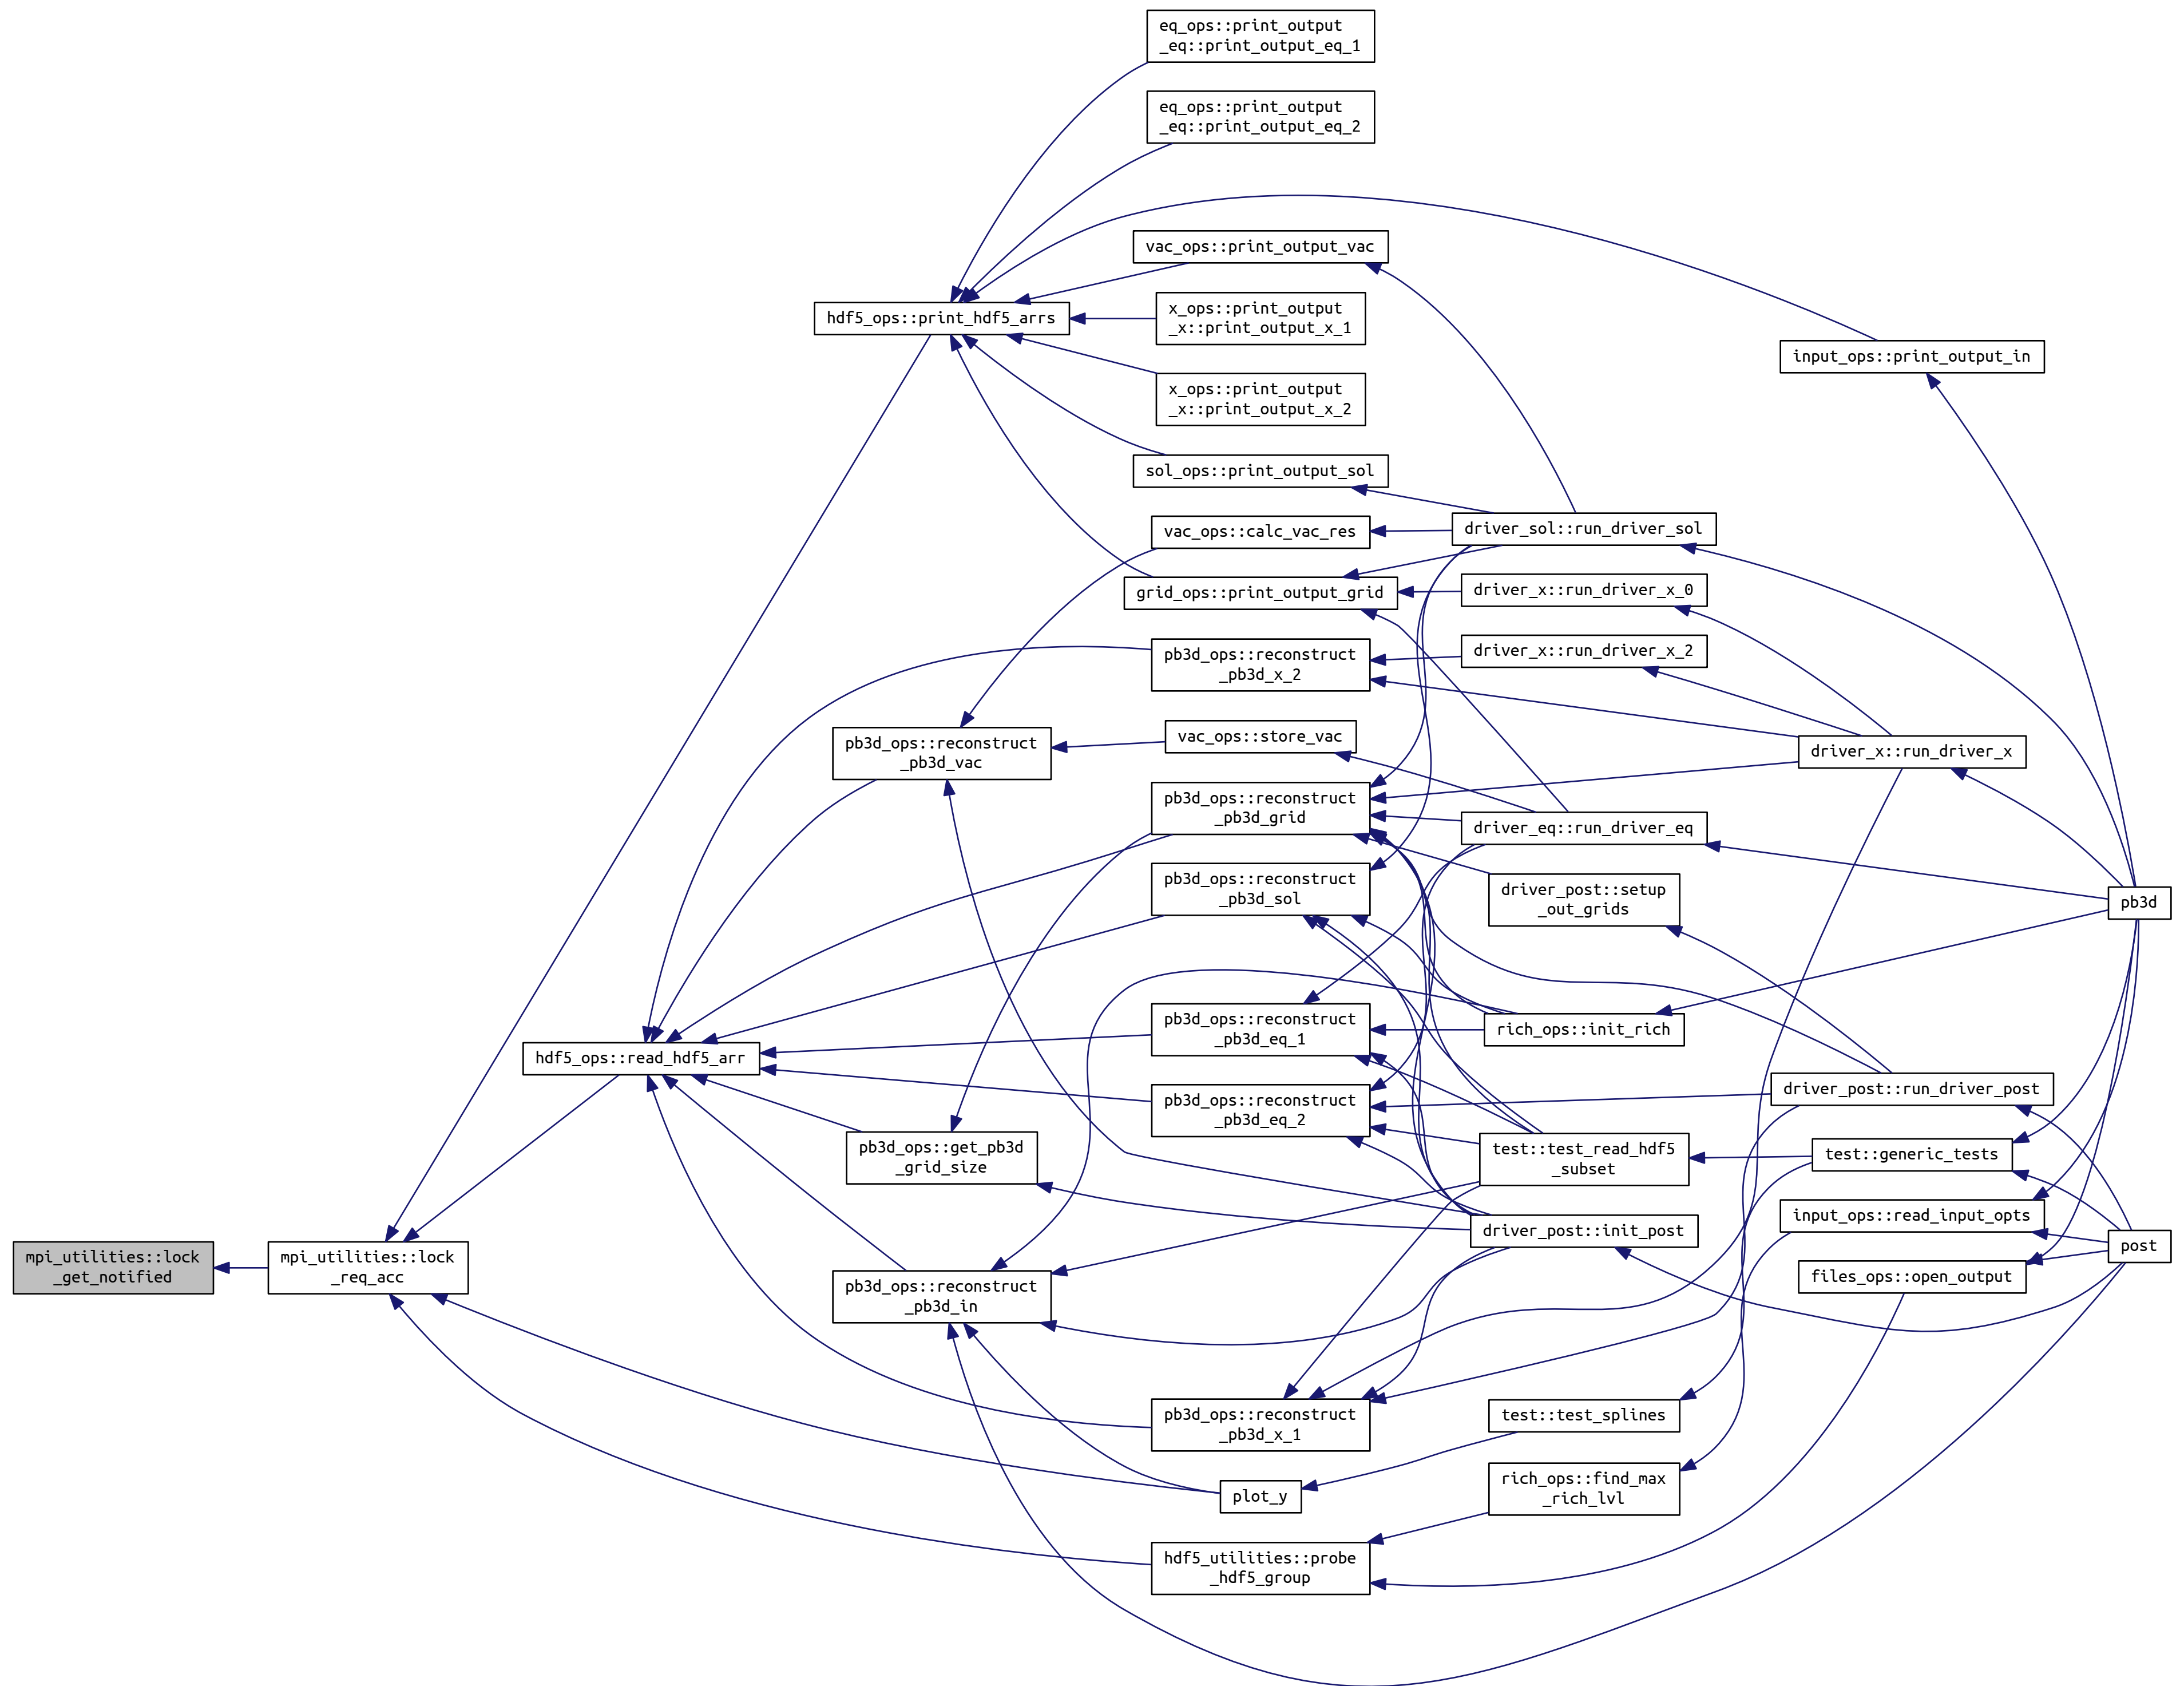 eq_ops::print_output
_eq::print_output_eq_1
eq_ops::print_output
_eq::print_output_eq_2
vac_ops::print_output_vac
hdf5_ops::print_hdf5_arrs
x_ops::print_output
_x::print_output_x_1
input_ops::print_output_in
x_ops::print_output
_x::print_output_x_2
sol_ops::print_output_sol
vac_ops::calc_vac_res
driver_sol::run_driver_sol
grid_ops::print_output_grid
driver_x::run_driver_x_0
pb3d_ops::reconstruct
_pb3d_x_2
driver_x::run_driver_x_2
pb3d_ops::reconstruct
_pb3d_vac
vac_ops::store_vac
driver_x::run_driver_x
pb3d_ops::reconstruct
_pb3d_grid
driver_eq::run_driver_eq
pb3d_ops::reconstruct
_pb3d_sol
driver_post::setup
_out_grids
pb3d
pb3d_ops::reconstruct
_pb3d_eq_1
rich_ops::init_rich
hdf5_ops::read_hdf5_arr
pb3d_ops::reconstruct
_pb3d_eq_2
driver_post::run_driver_post
pb3d_ops::get_pb3d
_grid_size
test::test_read_hdf5
_subset
test::generic_tests
driver_post::init_post
input_ops::read_input_opts
post
mpi_utilities::lock
_get_notified
mpi_utilities::lock
_req_acc
pb3d_ops::reconstruct
_pb3d_in
files_ops::open_output
pb3d_ops::reconstruct
_pb3d_x_1
test::test_splines
plot_y
rich_ops::find_max
_rich_lvl
hdf5_utilities::probe
_hdf5_group